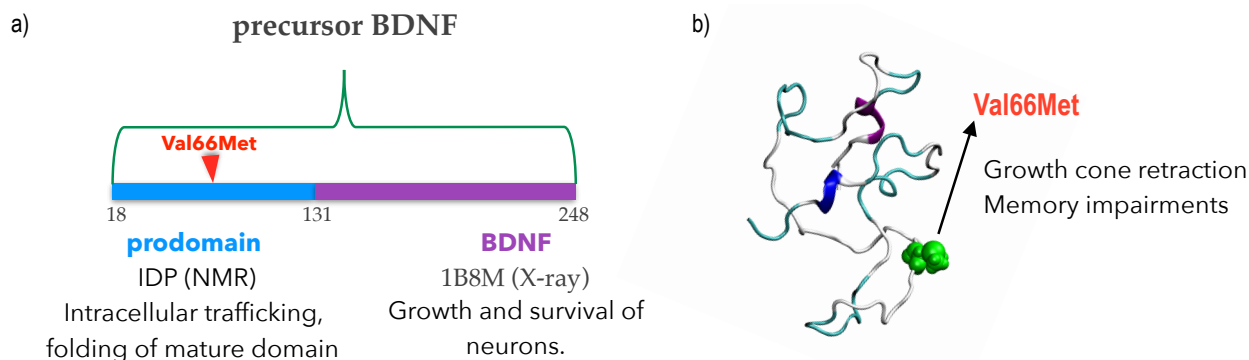 a)
precursor BDNF
Val66Met
18
131
248
prodomain
IDP (NMR)
Intracellular trafficking,
folding of mature domain
BDNF
1B8M (X-ray)
Growth and survival of
neurons.
b)
Val66Met
Growth cone retraction
Memory impairments